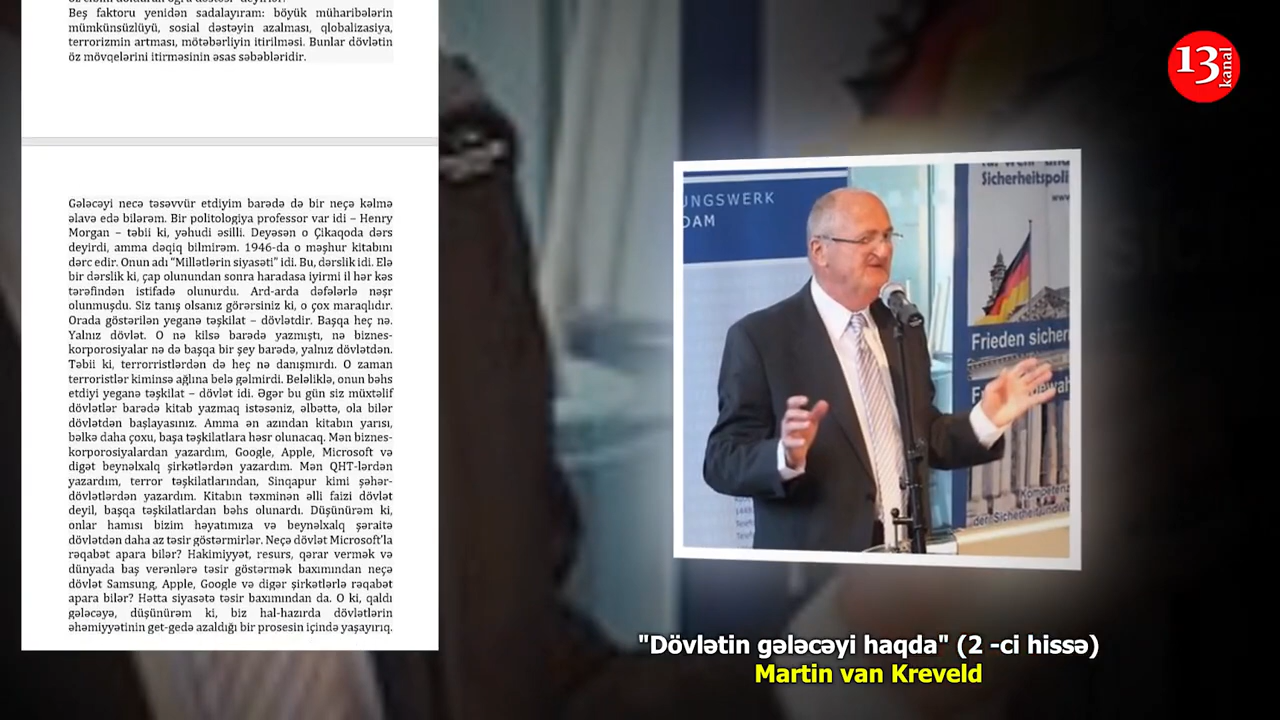 Beş faktoru yenidən sadalayıram: böyük müharibələrin
mümkünsüzlüyü, sosial dəstəyin azalması, qlobalizasiya,
terrorizmin artması, mötəbərliyin itirilməsi. Bunlar dövlətin
öz mövqelərini itirməsinin əsas səbəbləridir.
Gələcəyi necə təsəvvür etdiyim barədə də bir neçə kəlmə
əlavə edə bilərəm. Bir politologiya professor var idi – Henry
Morgan – təbii ki, yəhudi əsilli. Deyəsən o Çikaqoda dərs
deyirdi, amma dəqiq bilmirəm. 1946-da o məşhur kitabını
dərc edir. Onun adı "Millətlərin siyasəti" idi. Bu, dərslik idi. Elə
bir dərslik ki, çap olunundan sonra haradasa iyirmi il hər kəs
tərəfindən istifadə olunurdu. Ard-arda dəfələrlə nəşr
olunmuşdu. Siz tanış olsanız görərsiniz ki, o çox maraqlıdır.
Orada göstərilən yeganə təşkilat – dövlətdir. Başqa heç nə.
Yalnız dövlət. O nə kilsə barədə yazmıştı, nə biznes-
korporosiyalar nə də başqa bir şey barədə, yalnız dövlətdən.
Təbii ki, terrorristlərdən də heç nə danışmırdı. O zaman
terroristlər kiminsə ağlına belə gəlmirdi. Beləliklə, onun bəhs
etdiyi yeganə təşkilat – dövlət idi. Əgər bu gün siz müxtəlif
dövlətlər barədə kitab yazmaq istəsəniz, əlbəttə, ola bilər
dövlətdən başlayasınız. Amma ən azından kitabın yarısı,
bəlkə daha çoxu, başa təşkilatlara həsr olunacaq. Mən biznes-
korporosiyalardan yazardım, Google, Apple, Microsoft və
digət beynəlxalq şirkətlərdən yazardım. Mən QHT-lərdən
yazardım, terror təşkilatlarından, Sinqapur kimi şəhər-
dövlətlərdən yazardım. Kitabın təxminən əlli faizi dövlət
deyil, başqa təşkilatlardan bəhs olunardı. Düşünürəm ki,
onlar hamısı bizim həyatımıza və beynəlxalq şəraitə
dövlətdən daha az təsir göstərmirlər. Neçə dövlət Microsoft'la
rəqabət apara bilər? Hakimiyyət, resurs, qərar vermək və
dünyada baş verənlərə təsir göstərmək baxımından neçə
dövlət Samsung, Apple, Google və digər şirkətlərlə rəqabət
apara bilər? Hətta siyasətə təsir baxımından da. O ki, qaldı
gələcəyə, düşünürəm ki, biz hal-hazırda dövlətlərin
əhəmiyyətinin get-gedə azaldığı bir prosesin içində yaşayırıq.
13 kanal
UNGSWERK
DAM
Sicherheitspoli
www
Frieden sicher
"Dövlətin gələcəyi haqda" (2 -ci hissə)
Martin van Kreveld